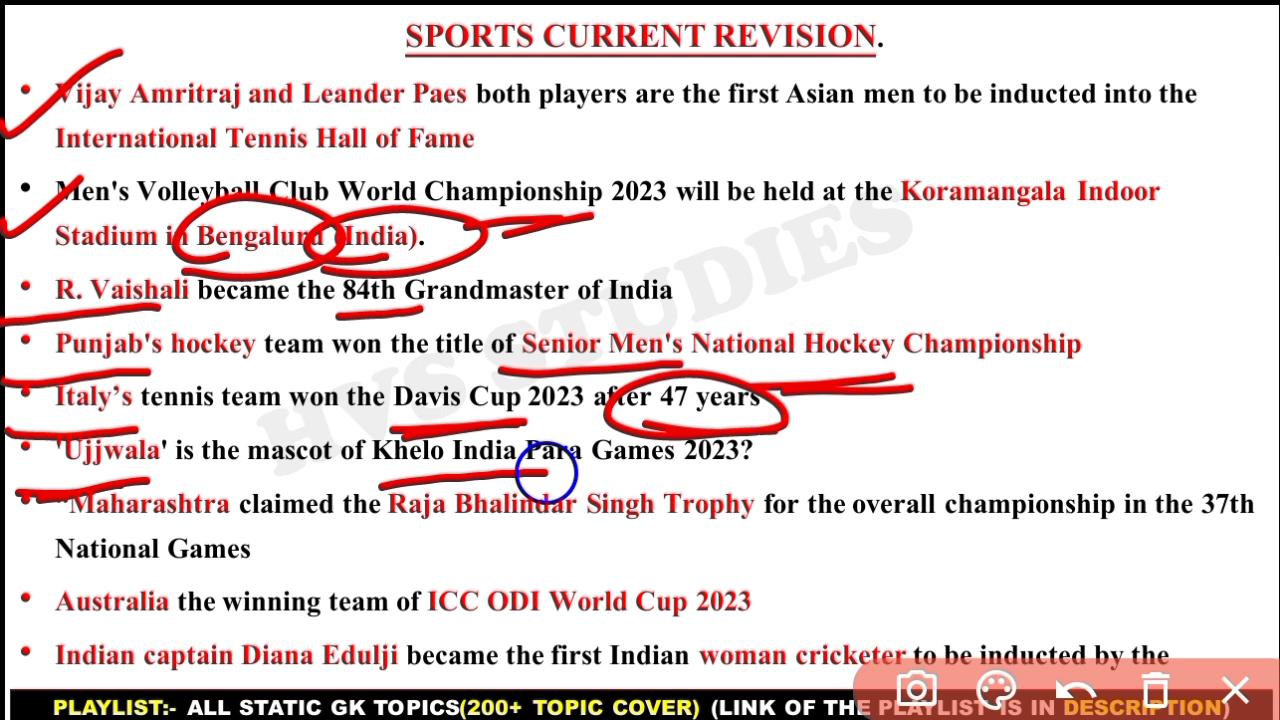 SPORTS CURRENT REVISION.
• Vijay Amritraj and Leander Paes both players are the first Asian men to be inducted into the
International Tennis Hall of Fame
• Men's Volleyball Club World Championship 2023 will be held at the Koramangala Indoor
Stadium in Bengaluru (India).
• R. Vaishali became the 84th Grandmaster of India
• Punjab's hockey team won the title of Senior Men's National Hockey Championship
• Italy’s tennis team won the Davis Cup 2023 after 47 years
• 'Ujjwala' is the mascot of Khelo India Para Games 2023?
• "Maharashtra claimed the Raja Bhalindar Singh Trophy for the overall championship in the 37th
National Games
• Australia the winning team of ICC ODI World Cup 2023
• Indian captain Diana Edulji became the first Indian woman cricketer to be inducted by the
PLAYLIST:- ALL STATIC GK TOPICS(200+ TOPIC COVER) (LINK OF THE PLAYLIST IS IN DESCRIPTION)
HVS STUDIES